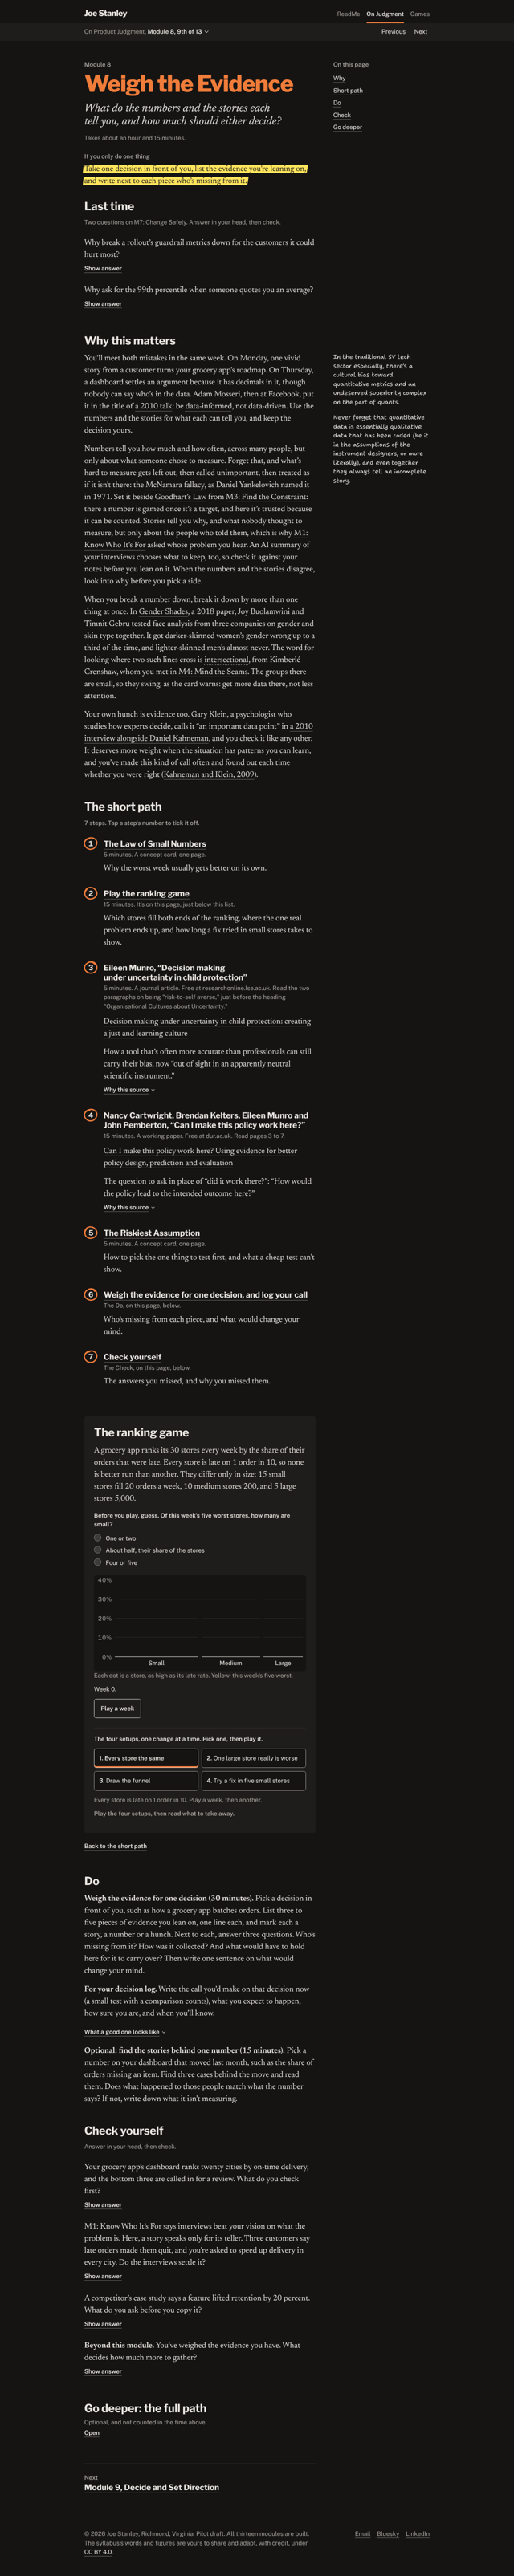 Joe Stanley
ReadMe On Judgment Games
On Product Judgment, Module 8, 9th of 13
Previous Next
Module 8
Weigh the Evidence
What do the numbers and the stories each
tell you, and how much should either decide?
Takes about an hour and 15 minutes.
If you only do one thing
Take one decision in front of you, list the evidence you're leaning on,
and write next to each piece who's missing from it.
On this page
Why
Short path
Do
Check
Go deeper
Last time
Two questions on M7: Change Safely. Answer in your head, then check.
Why break a rollout's guardrail metrics down for the customers it could
hurt most?
Show answer
Why ask for the 99th percentile when someone quotes you an average?
Show answer
Why this matters
You'll meet both mistakes in the same week. On Monday, one vivid
story from a customer turns your grocery app's roadmap. On Thursday,
a dashboard settles an argument because it has decimals in it, though
nobody can say who's in the data. Adam Mosseri, then at Facebook, put
it in the title of a 2010 talk: be data-informed, not data-driven. Use the
numbers and the stories for what each can tell you, and keep the
decision yours.
In the traditional SV tech
sector especially, there's a
cultural bias toward
quantitative metrics and an
undeserved superiority complex
on the part of quants.
Never forget that quantitative
data is essentially qualitative
data that has been coded (be it
in the assumptions of the
instrument designers, or more
literally), and even together
they always tell an incomplete
story.
Numbers tell you how much and how often, across many people, but
only about what someone chose to measure. Forget that, and what's
hard to measure gets left out, then called unimportant, then treated as
if it isn't there: the McNamara fallacy, as Daniel Yankelovich named it
in 1971. Set it beside Goodhart's Law from M3: Find the Constraint:
there a number is gamed once it's a target, and here it's trusted because
it can be counted. Stories tell you why, and what nobody thought to
measure, but only about the people who told them, which is why M1:
Know Who It's For asked whose problem you hear. An AI summary of
your interviews chooses what to keep, too, so check it against your
notes before you lean on it. When the numbers and the stories disagree,
look into why before you pick a side.
When you break a number down, break it down by more than one
thing at once. In Gender Shades, a 2018 paper, Joy Buolamwini and
Timnit Gebru tested face analysis from three companies on gender and
skin type together. It got darker-skinned women's gender wrong up to a
third of the time, and lighter-skinned men's almost never. The word for
looking where two such lines cross is intersectional, from Kimberlé
Crenshaw, whom you met in M4: Mind the Seams. The groups there
are small, so they swing, as the card warns: get more data there, not less
attention.
Your own hunch is evidence too. Gary Klein, a psychologist who
studies how experts decide, calls it "an important data point" in a 2010
interview alongside Daniel Kahneman, and you check it like any other.
It deserves more weight when the situation has patterns you can learn,
and you've made this kind of call often and found out each time
whether you were right (Kahneman and Klein, 2009).
The short path
7 steps. Tap a step's number to tick it off.
1 The Law of Small Numbers
5 minutes. A concept card, one page.
Why the worst week usually gets better on its own.
2 Play the ranking game
15 minutes. It's on this page, just below this list.
Which stores fill both ends of the ranking, where the one real
problem ends up, and how long a fix tried in small stores takes to
show.
3 Eileen Munro, "Decision making
under uncertainty in child protection"
5 minutes. A journal article. Free at researchonline.lse.ac.uk. Read the two
paragraphs on being "risk-to self averse," just before the heading
"Organisational Cultures about Uncertainty."
Decision making under uncertainty in child protection: creating
a just and learning culture
How a tool that's often more accurate than professionals can still
carry their bias, now "out of sight in an apparently neutral
scientific instrument."
Why this source
4 Nancy Cartwright, Brendan Kelters, Eileen Munro and
John Pemberton, "Can I make this policy work here?"
15 minutes. A working paper. Free at dur.ac.uk. Read pages 3 to 7.
Can I make this policy work here? Using evidence for better
policy design, prediction and evaluation
The question to ask in place of "did it work there?": "How would
the policy lead to the intended outcome here?"
Why this source
5 The Riskiest Assumption
5 minutes. A concept card, one page.
How to pick the one thing to test first, and what a cheap test can't
show.
6 Weigh the evidence for one decision, and log your call
The Do, on this page, below.
Who's missing from each piece, and what would change your
mind.
7 Check yourself
The Check, on this page, below.
The answers you missed, and why you missed them.
The ranking game
A grocery app ranks its 30 stores every week by the share of their
orders that were late. Every store is late on 1 order in 10, so none
is better run than another. They differ only in size: 15 small
stores fill 20 orders a week, 10 medium stores 200, and 5 large
stores 5,000.
Before you play, guess. Of this week's five worst stores, how many are
small?
One or two
About half, their share of the stores
Four or five
40%
30%
20%
10%
0%
Small Medium Large
Each dot is a store, as high as its late rate. Yellow: this week's five worst.
Week 0.
Play a week
The four setups, one change at a time. Pick one, then play it.
1. Every store the same
2. One large store really is worse
3. Draw the funnel
4. Try a fix in five small stores
Every store is late on 1 order in 10. Play a week, then another.
Play the four setups, then read what to take away.
Back to the short path
Do
Weigh the evidence for one decision (30 minutes). Pick a decision in
front of you, such as how a grocery app batches orders. List three to
five pieces of evidence you lean on, one line each, and mark each a
story, a number or a hunch. Next to each, answer three questions. Who's
missing from it? How was it collected? And what would have to hold
here for it to carry over? Then write one sentence on what would
change your mind.
For your decision log. Write the call you'd make on that decision now
(a small test with a comparison counts), what you expect to happen,
how sure you are, and when you'll know.
What a good one looks like
Optional: find the stories behind one number (15 minutes). Pick a
number on your dashboard that moved last month, such as the share of
orders missing an item. Find three cases behind the move and read
them. Does what happened to those people match what the number
says? If not, write down what it isn't measuring.
Check yourself
Answer in your head, then check.
Your grocery app's dashboard ranks twenty cities by on-time delivery,
and the bottom three are called in for a review. What do you check
first?
Show answer
M1: Know Who It's For says interviews beat your vision on what the
problem is. Here, a story speaks only for its teller. Three customers say
late orders made them quit, and you're asked to speed up delivery in
every city. Do the interviews settle it?
Show answer
A competitor's case study says a feature lifted retention by 20 percent.
What do you ask before you copy it?
Show answer
Beyond this module. You've weighed the evidence you have. What
decides how much more to gather?
Show answer
Go deeper: the full path
Optional, and not counted in the time above.
Open
Next
Module 9, Decide and Set Direction
© 2026 Joe Stanley, Richmond, Virginia. Pilot draft. All thirteen modules are built.
The syllabus's words and figures are yours to share and adapt, with credit, under
CC BY 4.0.
Email Bluesky LinkedIn